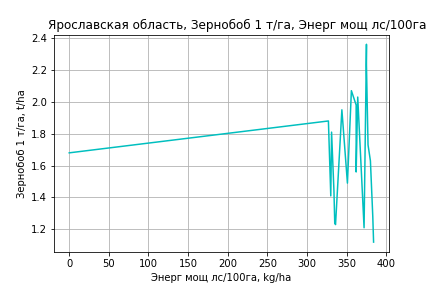 Ярославская область, Зернобоб 1 т/га, Энерг мощ лс/100га
Зернобоб 1 т/га, t/ha
2.4
2.2
2.0
1.8
1.6
1.4
1.2
0 50 100 150 200 250 300 350 400
Энерг мощ лс/100га, kg/ha